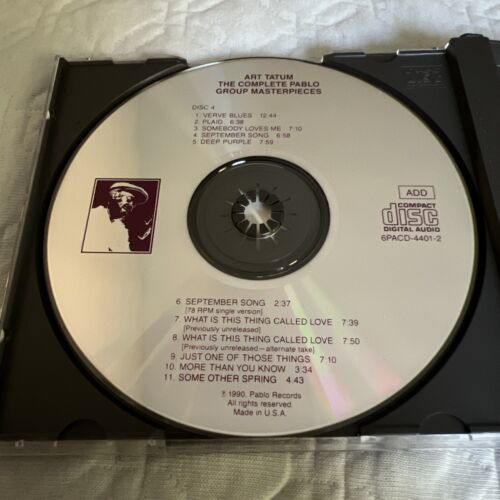 ART TATUM
THE COMPLETE PABLO
GROUP MASTERPIECES
DISC 4
1. VERVE BLUES 12:44
2. PLAID 6:38
3. SOMEBODY LOVES ME 7:10
4. SEPTEMBER SONG 6:58
5. DEEP PURPLE 7:59
ADD
COMPACT
disc
DIGITAL AUDIO
6PACD-4401-2
6. SEPTEMBER SONG 2:37
[78 RPM single version]
7. WHAT IS THIS THING CALLED LOVE 7:39
[Previously unreleased]
8. WHAT IS THIS THING CALLED LOVE 7:50
[Previously unreleased—alternate take]
9. JUST ONE OF THOSE THINGS 7:10
10. MORE THAN YOU KNOW 3:34
11. SOME OTHER SPRING 4:43
℗ 1990, Pablo Records
All rights reserved.
Made in U.S.A.